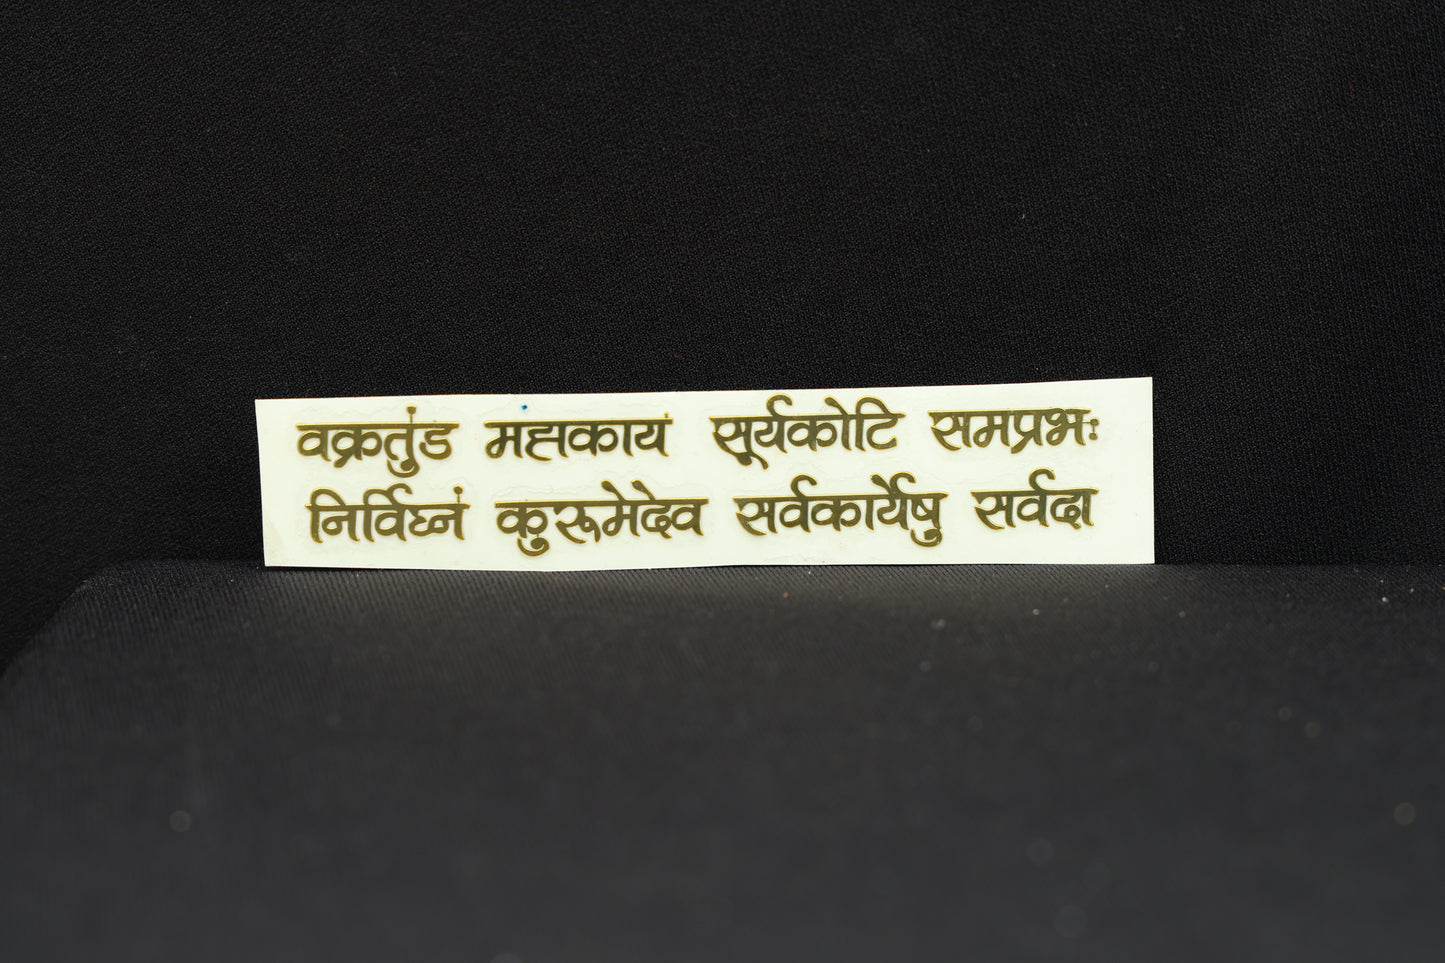 वक्रतुंड महाकायं सूर्यकोटि समप्रभः
निर्विघ्नं कुरूमेदेव सर्वकार्येषु सर्वदा